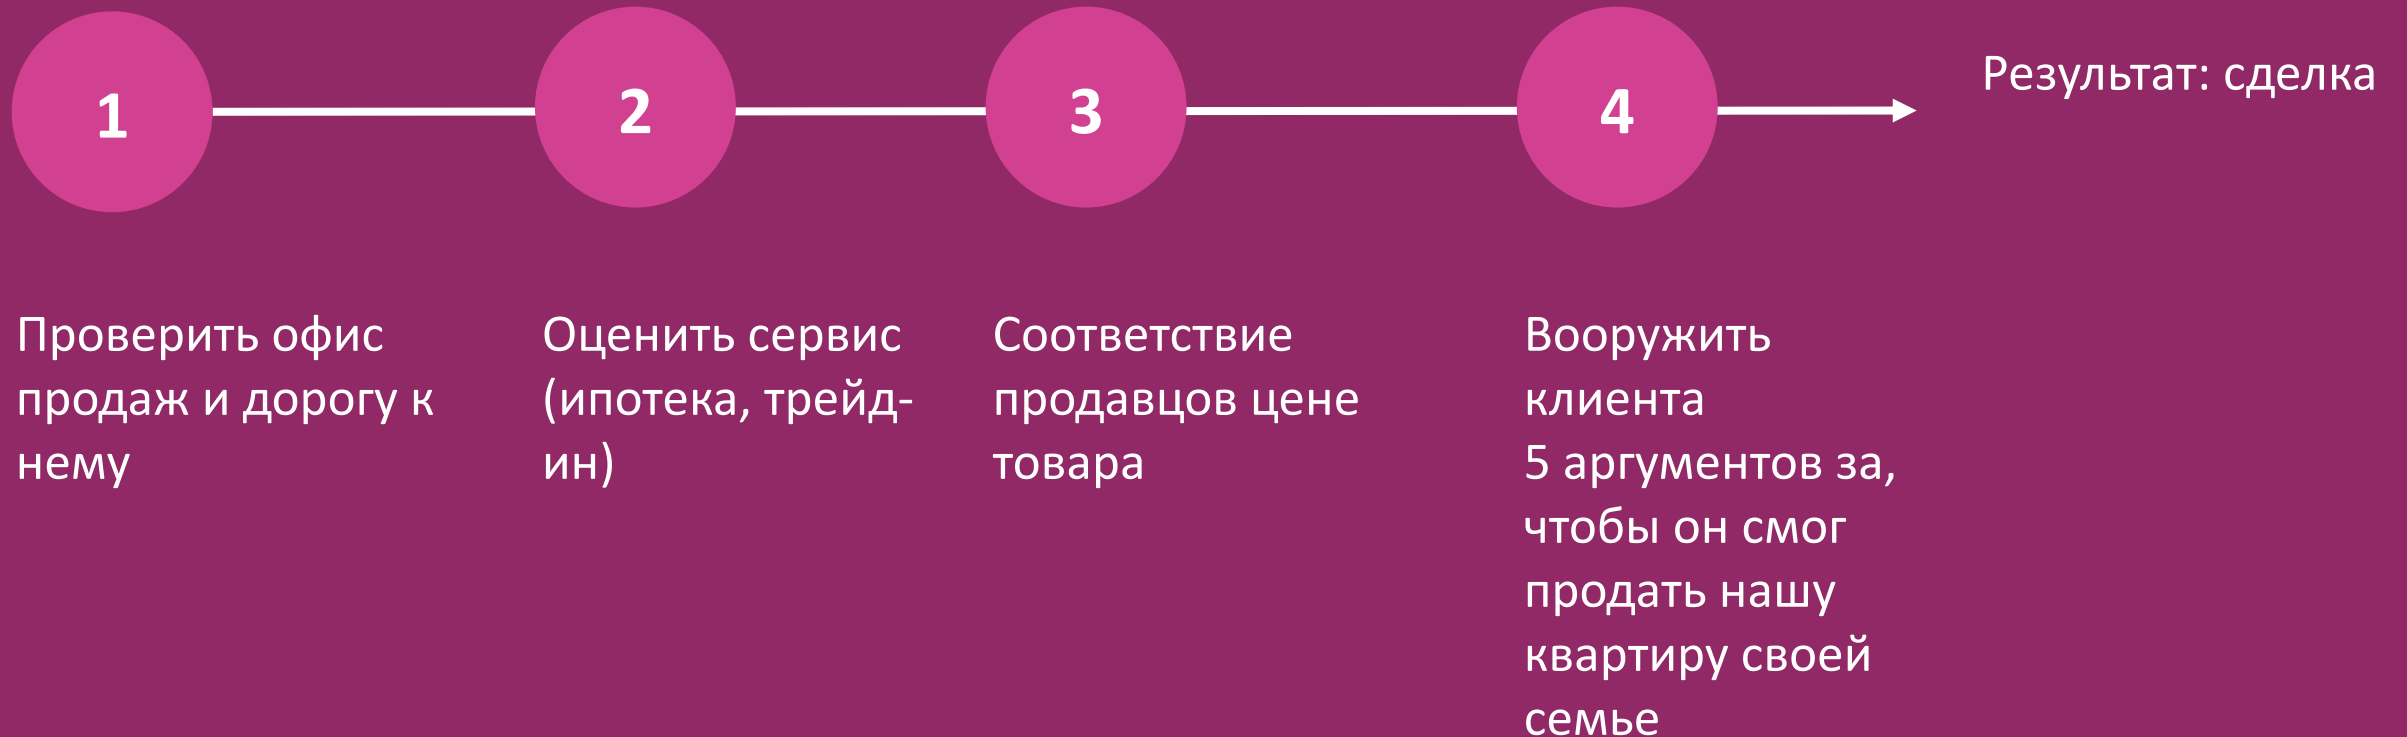 1
2
3
4
Результат: сделка
Проверить офис
продаж и дорогу к
нему
Оценить сервис
(ипотека, трейд-
ин)
Соответствие
продавцов цене
товара
Вооружить
клиента
5 аргументов за,
чтобы он смог
продать нашу
квартиру своей
семье